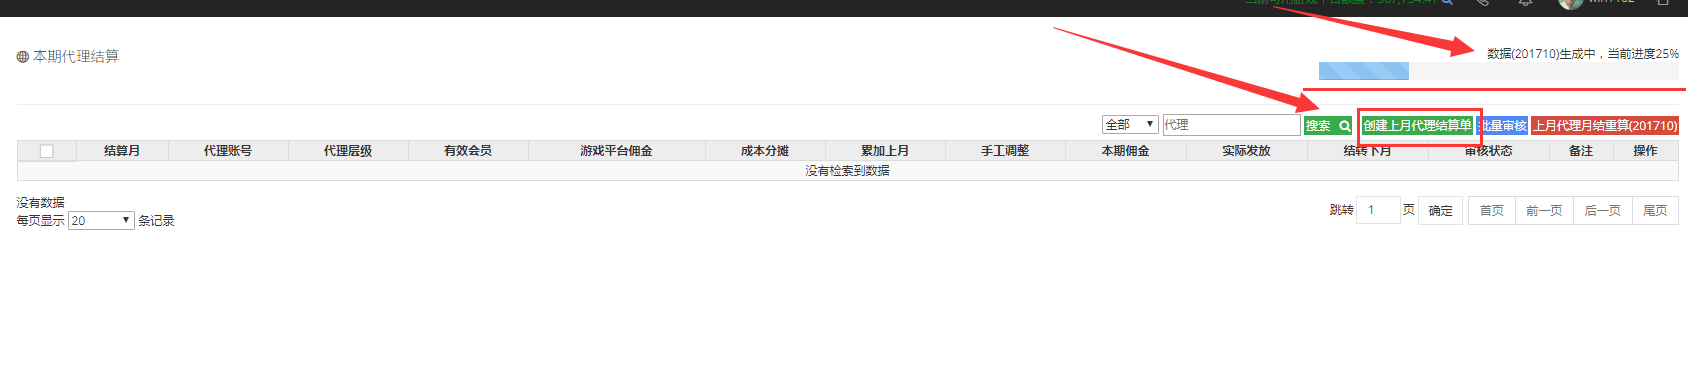 本期代理结算
数据(201710)生成中，当前进度25%
全部 代理 搜索 创建上月代理结算单 批量审核 上月代理月结重算(201710)
结算月 代理账号 代理层级 有效会员 游戏平台佣金 成本分摊 累加上月 手工调整 本期佣金 实际发放 结转下月 审核状态 备注 操作
没有检索到数据
没有数据
每页显示 20 条记录
跳转 1 页 确定 首页 前一页 后一页 尾页